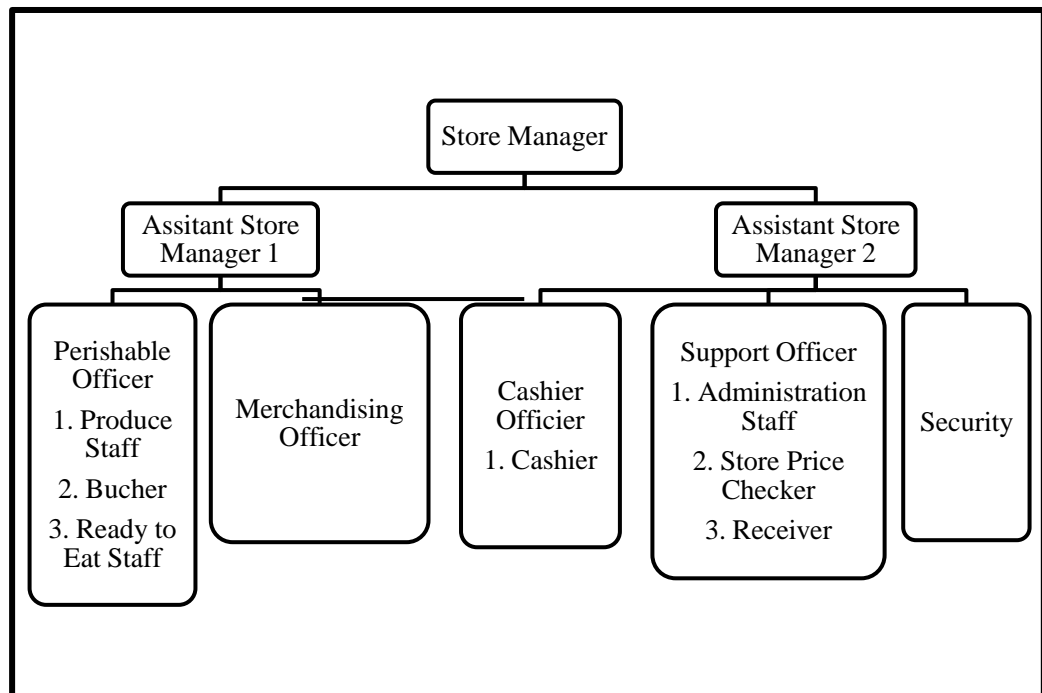 Store Manager
Assitant Store
Manager 1
Assistant Store
Manager 2
Perishable
Officer
1. Produce
Staff
2. Bucher
3. Ready to
Eat Staff
Merchandising
Officer
Cashier
Officier
1. Cashier
Support Officer
1. Administration
Staff
2. Store Price
Checker
3. Receiver
Security